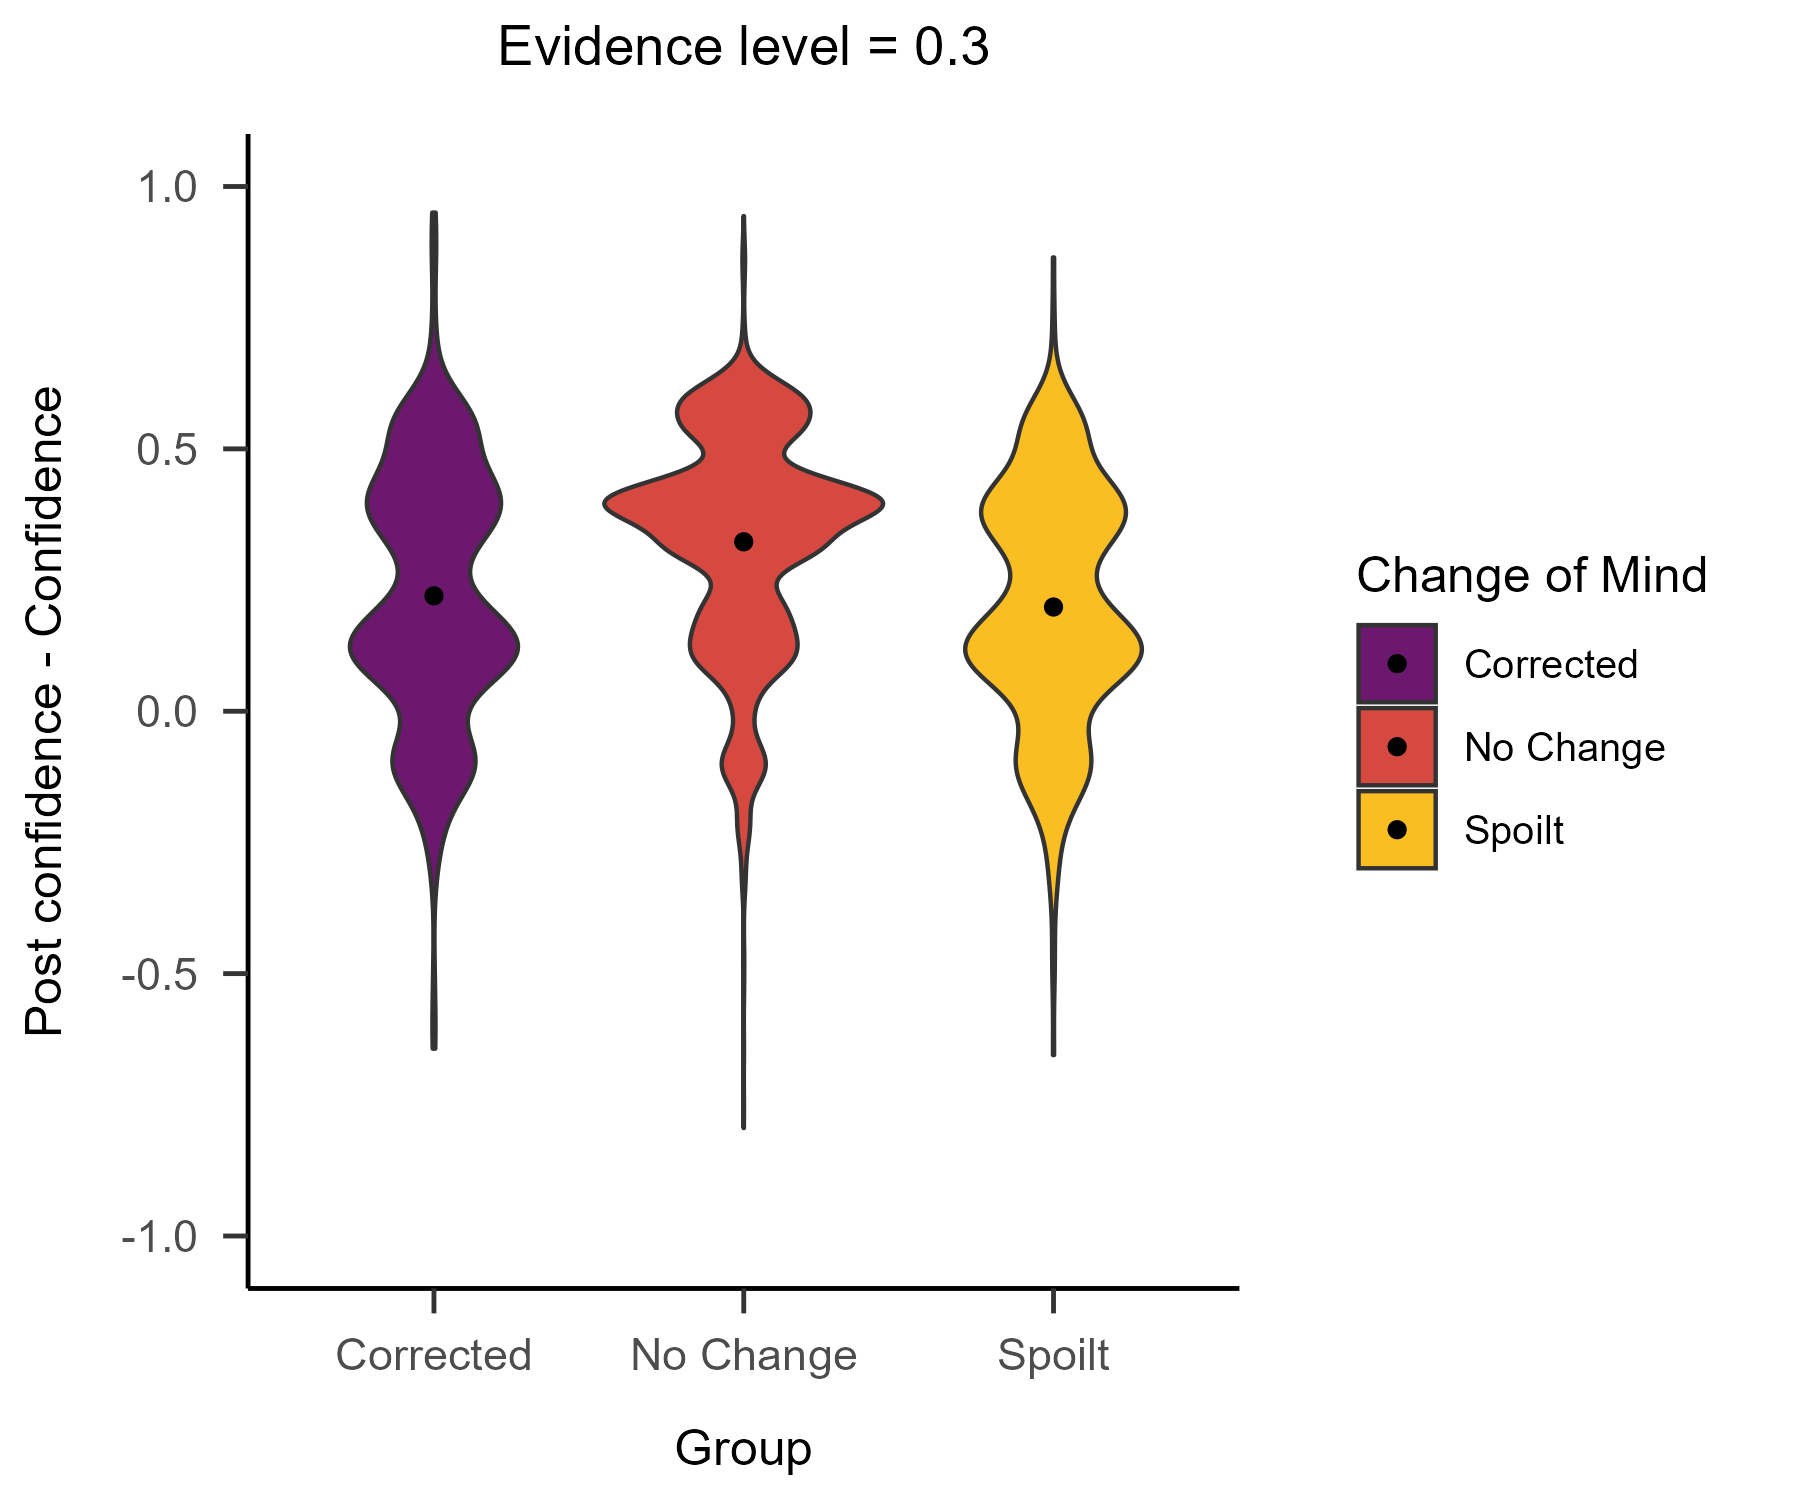 Evidence level = 0.3
Post confidence - Confidence
1.0
0.5
0.0
-0.5
-1.0
Corrected
No Change
Spoilt
Group
Change of Mind
Corrected
No Change
Spoilt